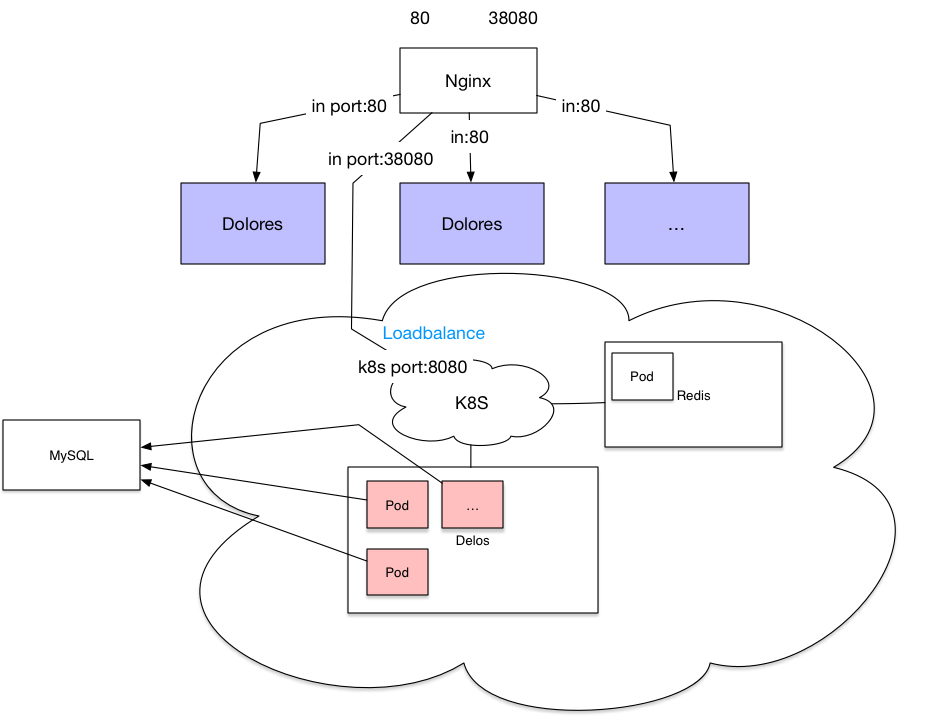 80 38080
Nginx
in port:80
in:80
in:80
in port:38080
Dolores
Dolores
...
Loadbalance
k8s port:8080
K8S
Pod
Redis
MySQL
Pod
...
Delos
Pod